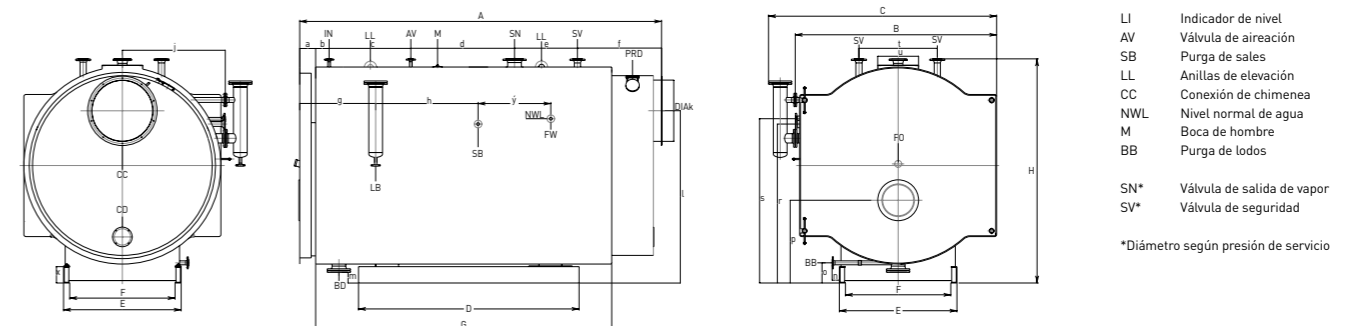 j
CC
CD
k
F
E
A
a
b
IN
LL
c
AV
M
d
SN
LL
e
SV
f
PRD
g
h
ẏ
NWL
FW
DIAk
SB
LB
l
m
BD
D
G
C
B
SV
t
SV
u
FO
H
s
r
p
BB
o
n
F
E
LI Indicador de nivel
AV Válvula de aireación
SB Purga de sales
LL Anillas de elevación
CC Conexión de chimenea
NWL Nivel normal de agua
M Boca de hombre
BB Purga de lodos
SN* Válvula de salida de vapor
SV* Válvula de seguridad
*Diámetro según presión de servicio